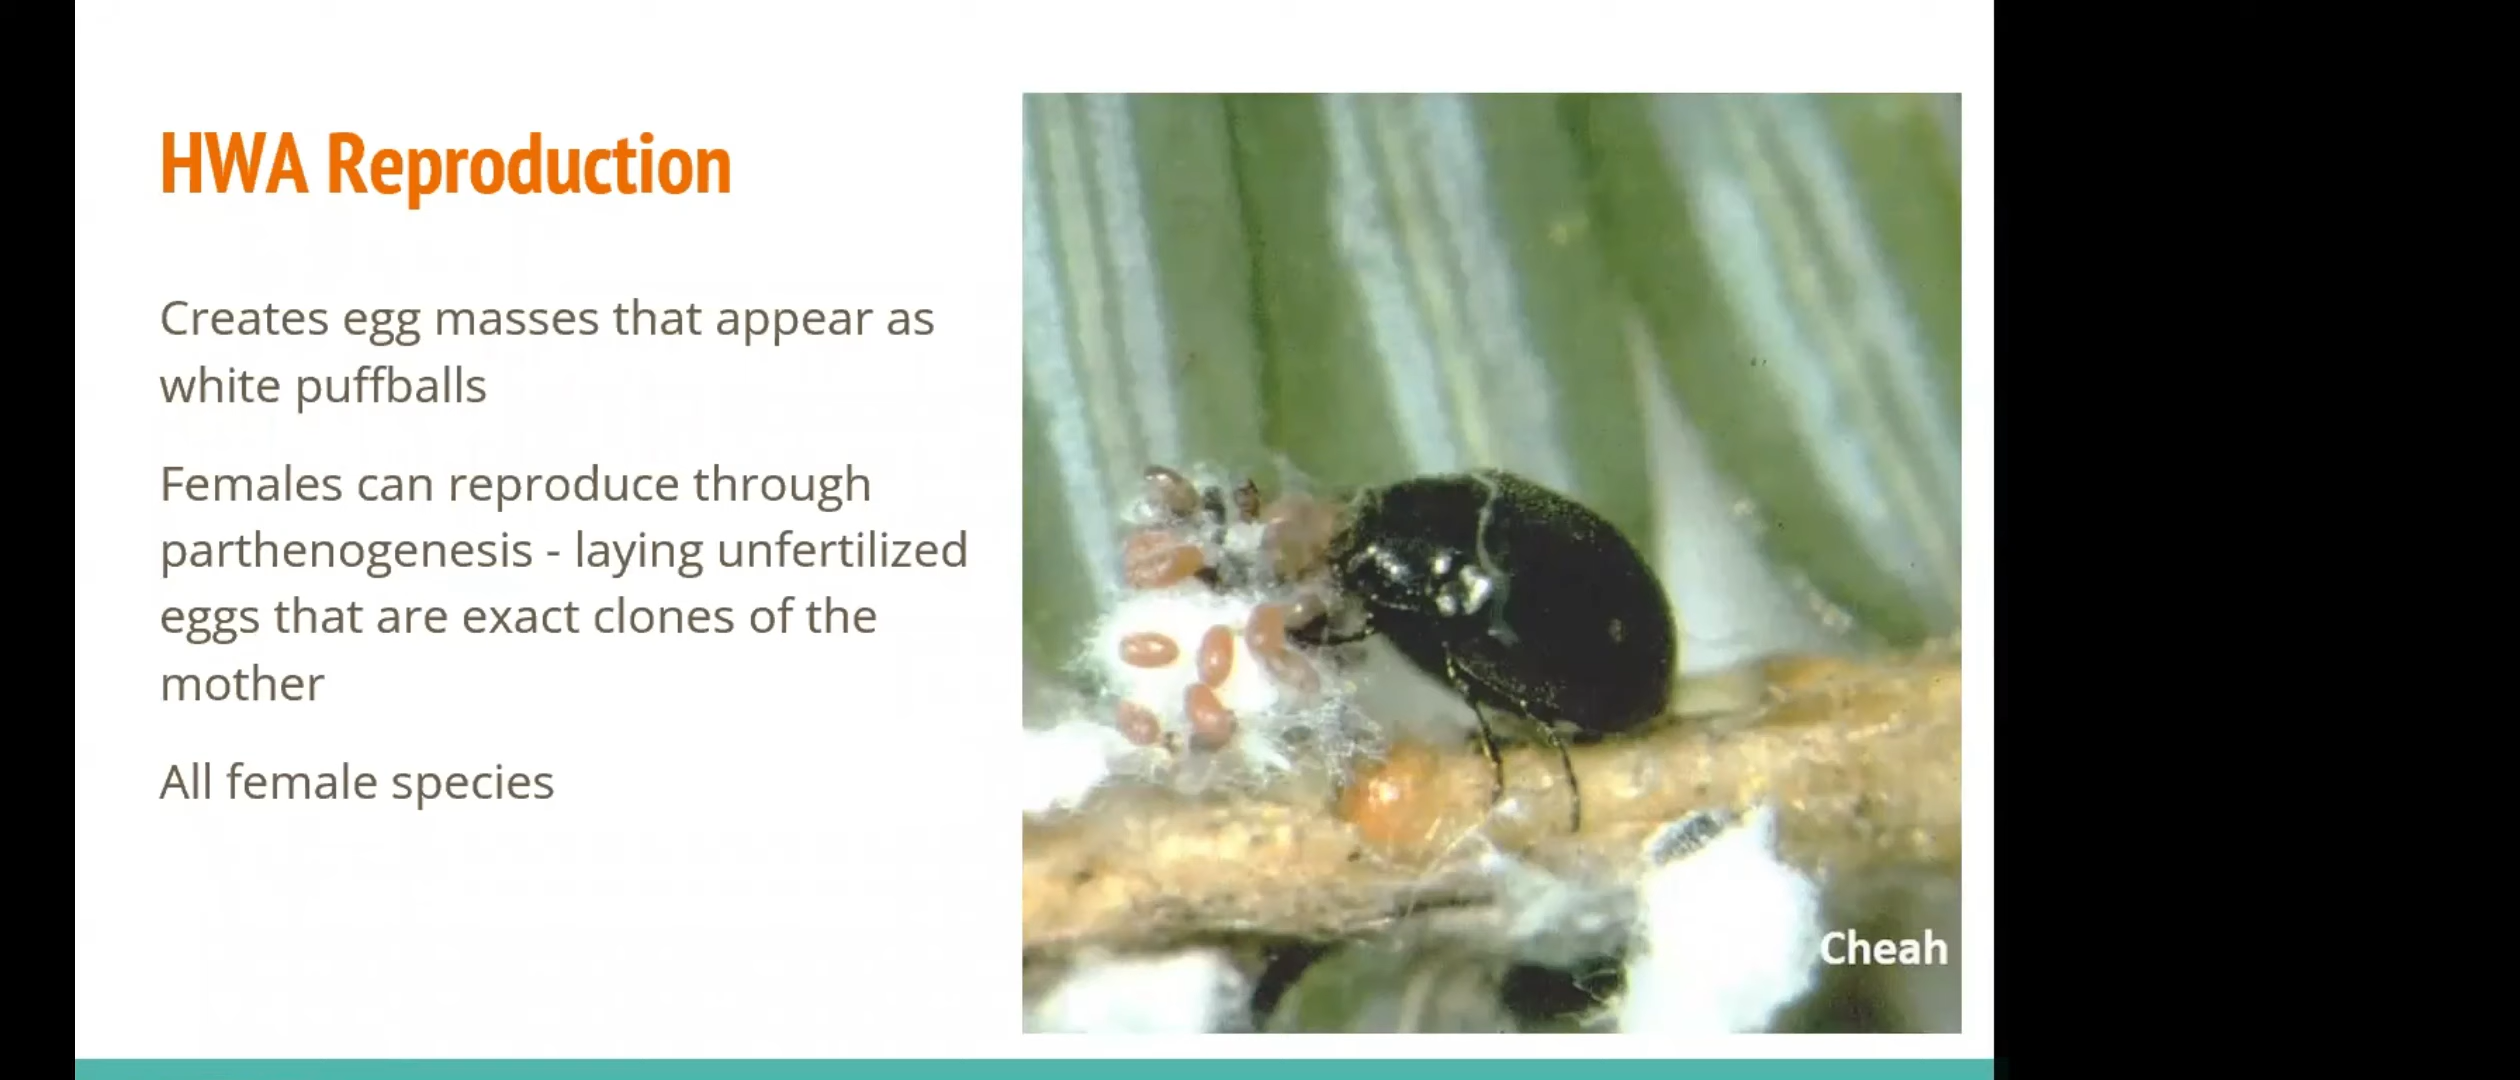 HWA Reproduction
Creates egg masses that appear as
white puffballs
Females can reproduce through
parthenogenesis - laying unfertilized
eggs that are exact clones of the
mother
All female species
Cheah